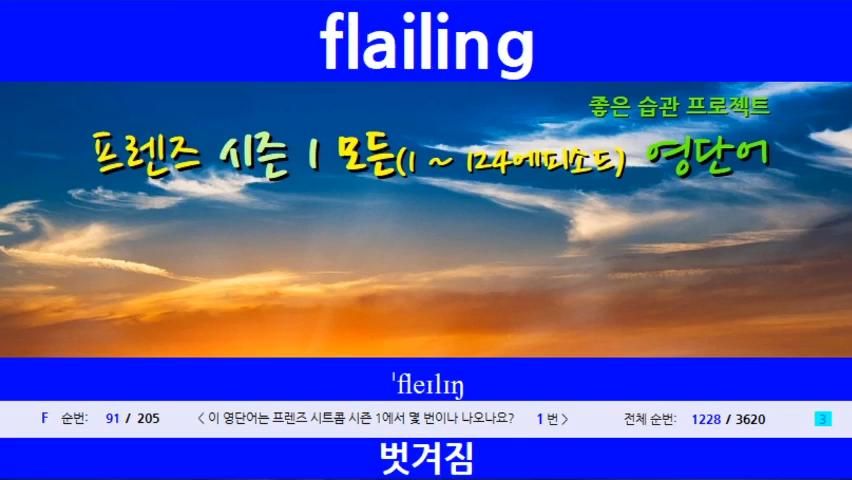 flailing
좋은 습관 프로젝트
프렌즈 시즌 1 모든(1 ~ 124에피소드) 영단어
ˈfleɪlɪŋ
F 순번: 91 / 205 < 이 영단어는 프렌즈 시트콤 시즌 1에서 몇 번이나 나오나요? 1 번 > 전체 순번: 1228 / 3620 3
벗겨짐